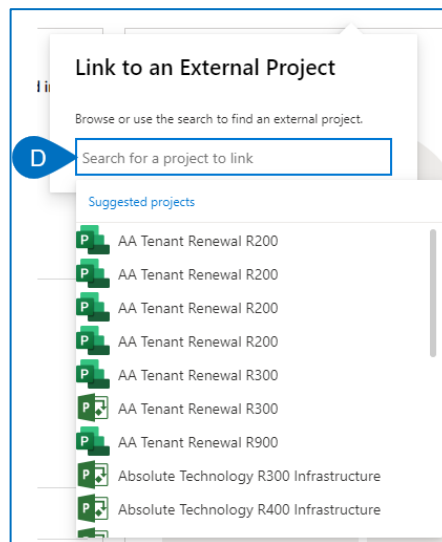 Link to an External Project
d i
Browse or use the search to find an external project.
D
Search for a project to link
Suggested projects
AA Tenant Renewal R200
AA Tenant Renewal R200
AA Tenant Renewal R200
AA Tenant Renewal R200
AA Tenant Renewal R300
AA Tenant Renewal R300
AA Tenant Renewal R900
Absolute Technology R300 Infrastructure
Absolute Technology R400 Infrastructure